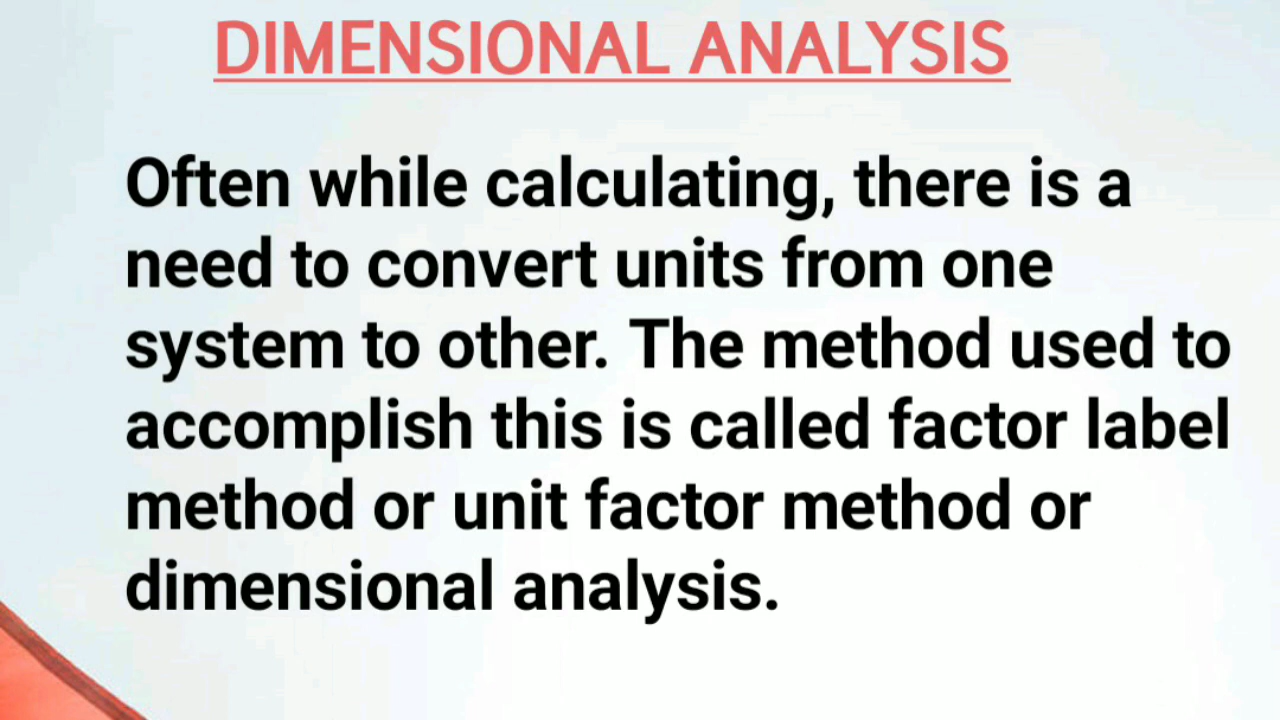 DIMENSIONAL ANALYSIS
Often while calculating, there is a
need to convert units from one
system to other. The method used to
accomplish this is called factor label
method or unit factor method or
dimensional analysis.